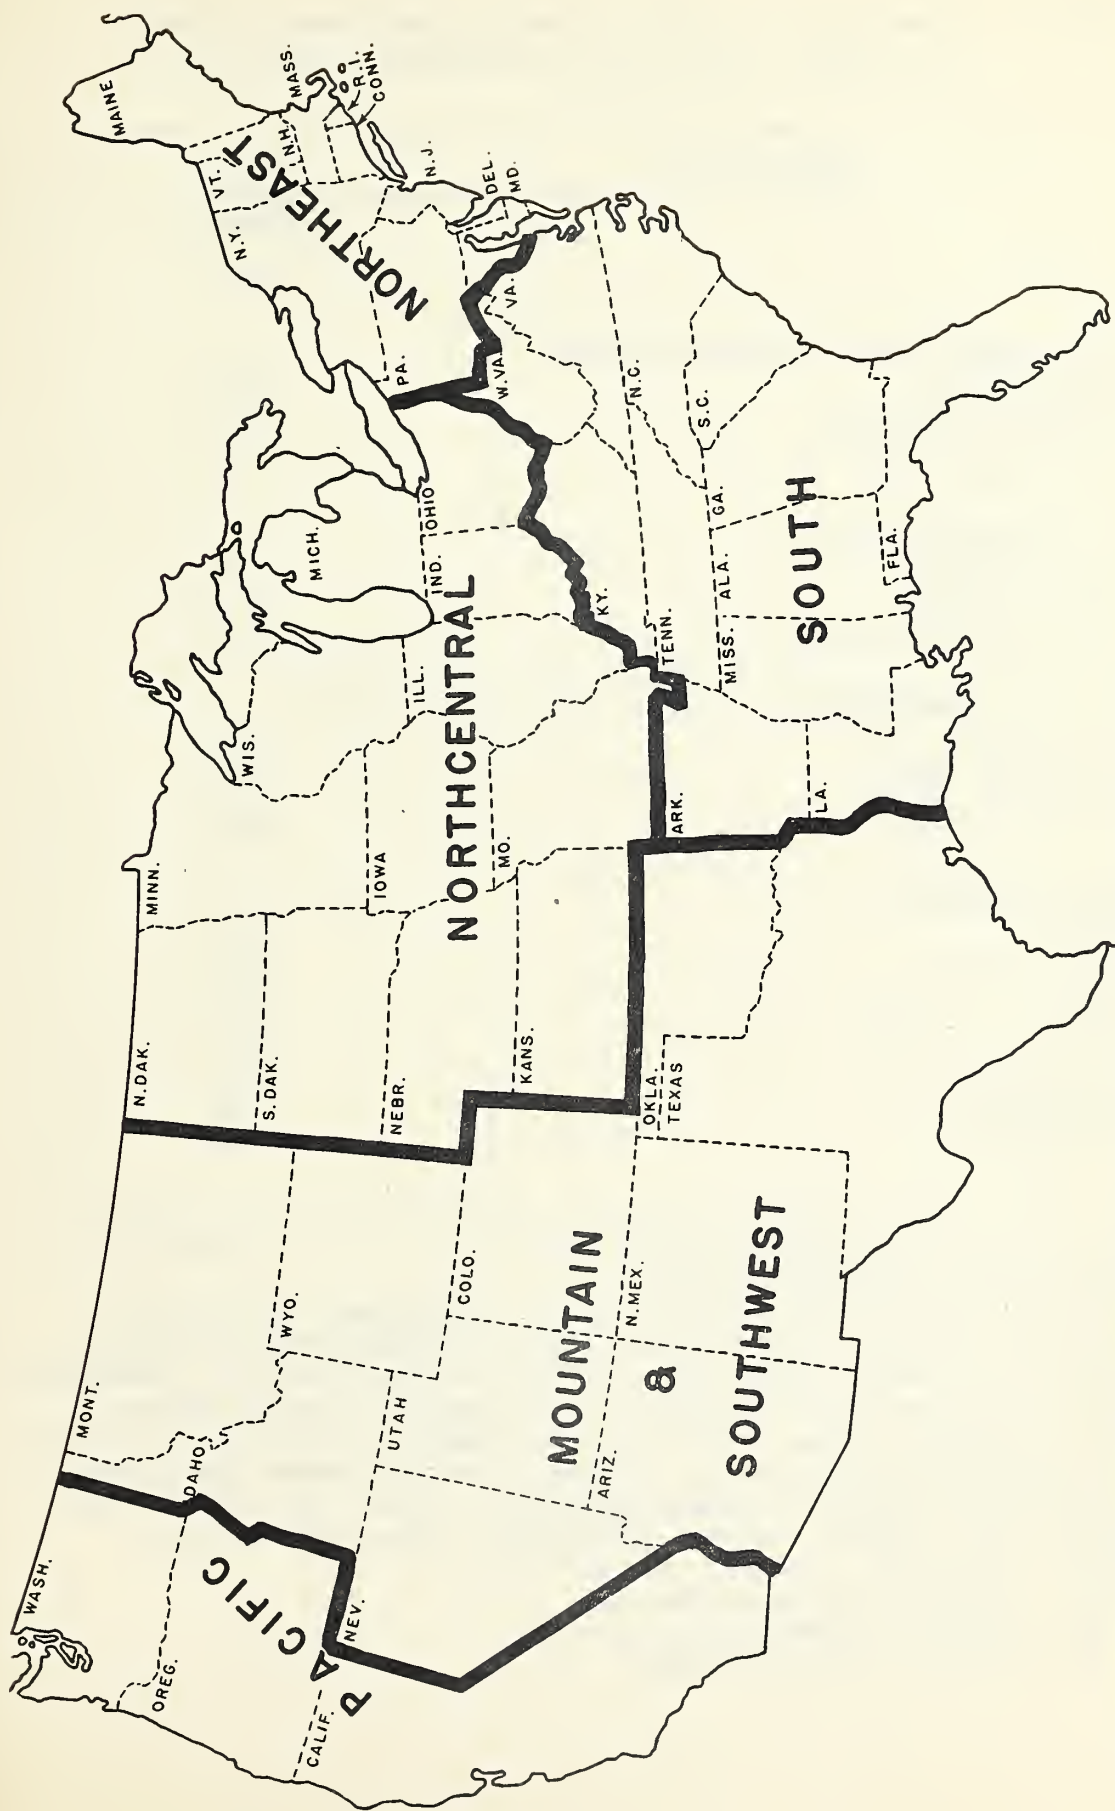 WASH.
OREG.
CALIF.
PACIFIC
NEV.
IDAHO
MONT.
WYO.
UTAH
COLO.
ARIZ.
N.MEX.
MOUNTAIN
&
SOUTHWEST
OKLA.
TEXAS
N.DAK.
S.DAK.
NEBR.
KANS.
MINN.
IOWA
MO.
WIS.
ILL.
MICH.
IND.
OHIO
NORTHCENTRAL
ARK.
LA.
KY.
TENN.
MISS.
ALA.
GA.
FLA.
S.C.
N.C.
W.VA.
VA.
SOUTH
PA.
N.Y.
VT.
N.H.
MAINE
MASS.
R.I.
CONN.
N.J.
DEL.
MD.
NORTHEAST